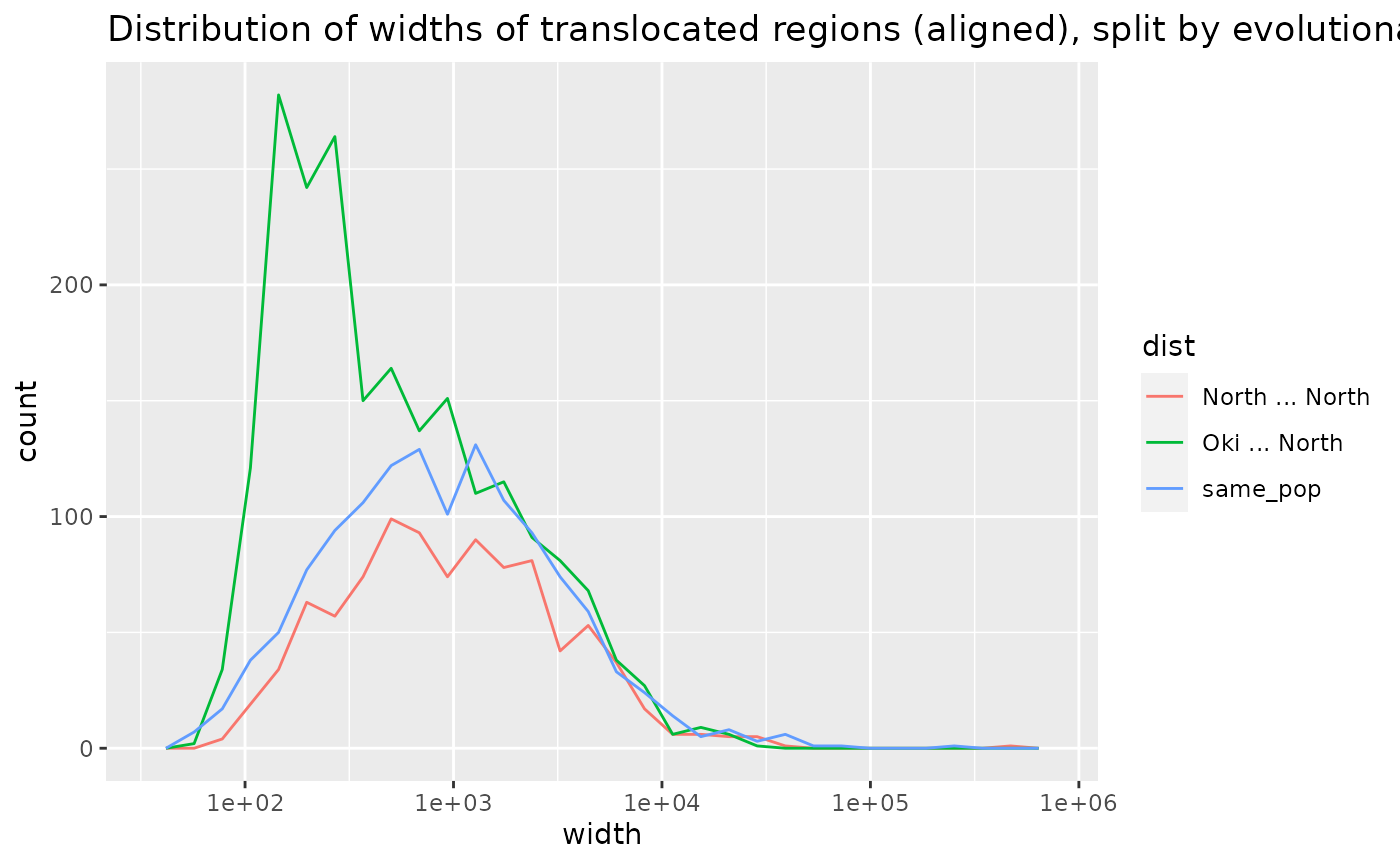 Distribution of widths of translocated regions (aligned), split by
count
200
100
0
1e+02 1e+03 1e+04 1e+05 1e+06
width
dist
North ... North
Oki ... North
same_pop